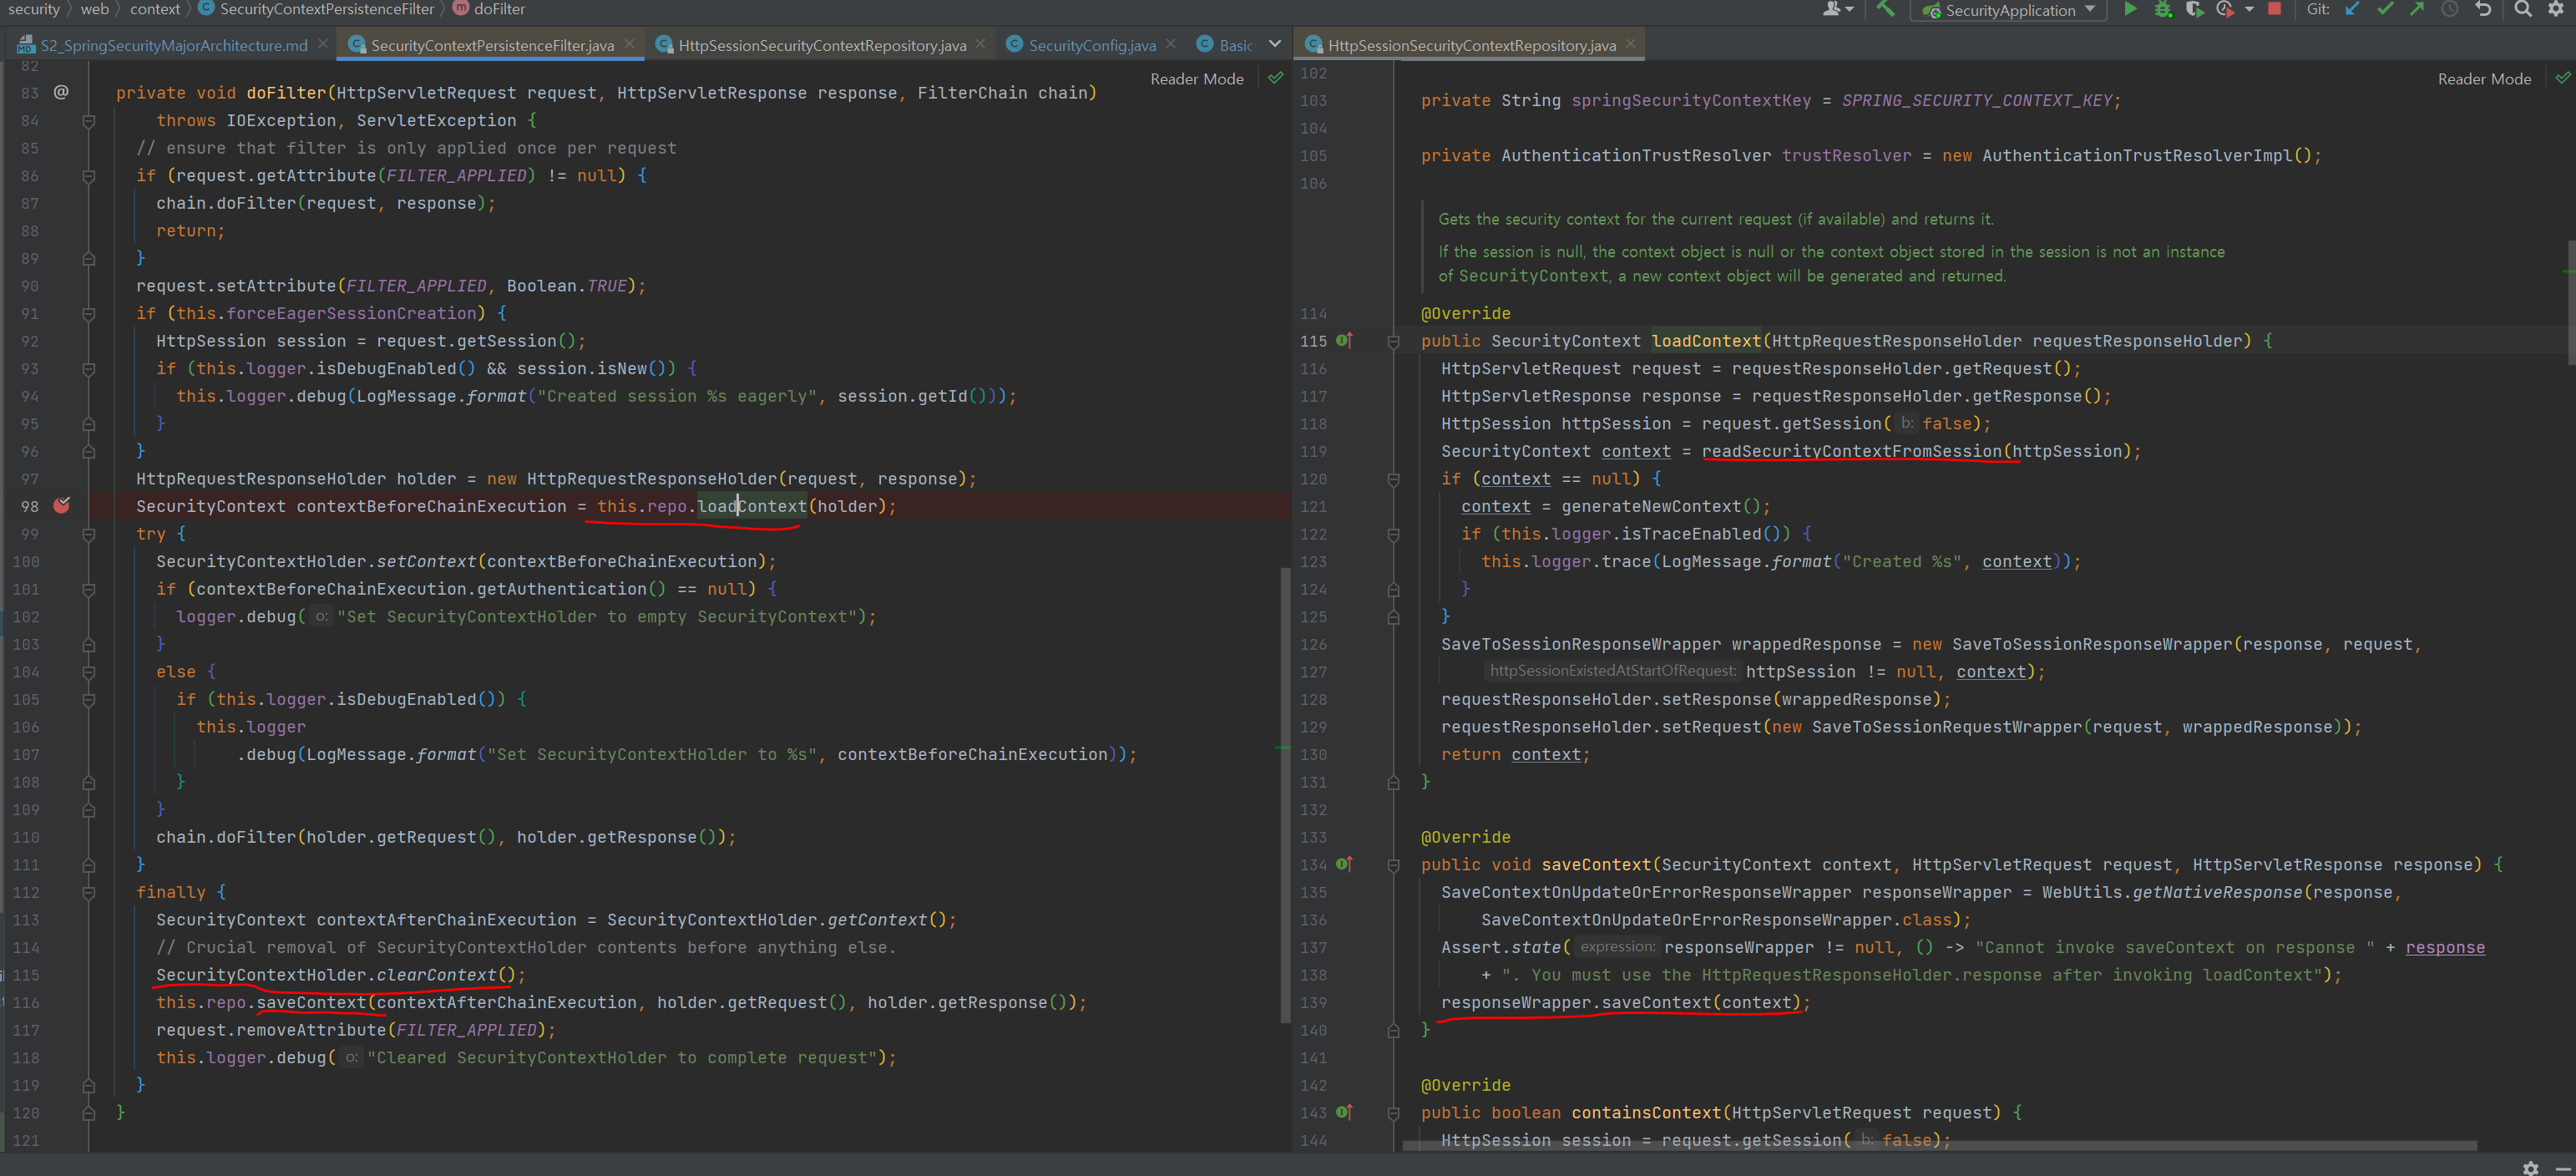 security 〉 web 〉 context 〉 SecurityContextPersistenceFilter 〉 doFilter
SecurityApplication
Git:
S2_SpringSecurityMajorArchitecture.md
SecurityContextPersistenceFilter.java
HttpSessionSecurityContextRepository.java
SecurityConfig.java
Basic
Reader Mode
82
83 @ private void doFilter(HttpServletRequest request, HttpServletResponse response, FilterChain chain)
84 throws IOException, ServletException {
85 // ensure that filter is only applied once per request
86 if (request.getAttribute(FILTER_APPLIED) != null) {
87 chain.doFilter(request, response);
88 return;
89 }
90 request.setAttribute(FILTER_APPLIED, Boolean.TRUE);
91 if (this.forceEagerSessionCreation) {
92 HttpSession session = request.getSession();
93 if (this.logger.isDebugEnabled() && session.isNew()) {
94 this.logger.debug(LogMessage.format("Created session %s eagerly", session.getId()));
95 }
96 }
97 HttpRequestResponseHolder holder = new HttpRequestResponseHolder(request, response);
98 SecurityContext contextBeforeChainExecution = this.repo.loadContext(holder);
99 try {
100 SecurityContextHolder.setContext(contextBeforeChainExecution);
101 if (contextBeforeChainExecution.getAuthentication() == null) {
102 logger.debug( o: "Set SecurityContextHolder to empty SecurityContext");
103 }
104 else {
105 if (this.logger.isDebugEnabled()) {
106 this.logger
107 .debug(LogMessage.format("Set SecurityContextHolder to %s", contextBeforeChainExecution));
108 }
109 }
110 chain.doFilter(holder.getRequest(), holder.getResponse());
111 }
112 finally {
113 SecurityContext contextAfterChainExecution = SecurityContextHolder.getContext();
114 // Crucial removal of SecurityContextHolder contents before anything else.
115 SecurityContextHolder.clearContext();
116 this.repo.saveContext(contextAfterChainExecution, holder.getRequest(), holder.getResponse());
117 request.removeAttribute(FILTER_APPLIED);
118 this.logger.debug( o: "Cleared SecurityContextHolder to complete request");
119 }
120 }
121
HttpSessionSecurityContextRepository.java
Reader Mode
102
103 private String springSecurityContextKey = SPRING_SECURITY_CONTEXT_KEY;
104
105 private AuthenticationTrustResolver trustResolver = new AuthenticationTrustResolverImpl();
106
Gets the security context for the current request (if available) and returns it.
If the session is null, the context object is null or the context object stored in the session is not an instance
of SecurityContext, a new context object will be generated and returned.
114 @Override
115 public SecurityContext loadContext(HttpRequestResponseHolder requestResponseHolder) {
116 HttpServletRequest request = requestResponseHolder.getRequest();
117 HttpServletResponse response = requestResponseHolder.getResponse();
118 HttpSession httpSession = request.getSession( b: false);
119 SecurityContext context = readSecurityContextFromSession(httpSession);
120 if (context == null) {
121 context = generateNewContext();
122 if (this.logger.isTraceEnabled()) {
123 this.logger.trace(LogMessage.format("Created %s", context));
124 }
125 }
126 SaveToSessionResponseWrapper wrappedResponse = new SaveToSessionResponseWrapper(response, request,
127 httpSessionExistedAtStartOfRequest: httpSession != null, context);
128 requestResponseHolder.setResponse(wrappedResponse);
129 requestResponseHolder.setRequest(new SaveToSessionRequestWrapper(request, wrappedResponse));
130 return context;
131 }
132
133 @Override
134 public void saveContext(SecurityContext context, HttpServletRequest request, HttpServletResponse response) {
135 SaveContextOnUpdateOrErrorResponseWrapper responseWrapper = WebUtils.getNativeResponse(response,
136 SaveContextOnUpdateOrErrorResponseWrapper.class);
137 Assert.state( expression: responseWrapper != null, () -> "Cannot invoke saveContext on response " + response
138 + ". You must use the HttpRequestResponseHolder.response after invoking loadContext");
139 responseWrapper.saveContext(context);
140 }
141
142 @Override
143 public boolean containsContext(HttpServletRequest request) {
144 HttpSession session = request.getSession( b: false);